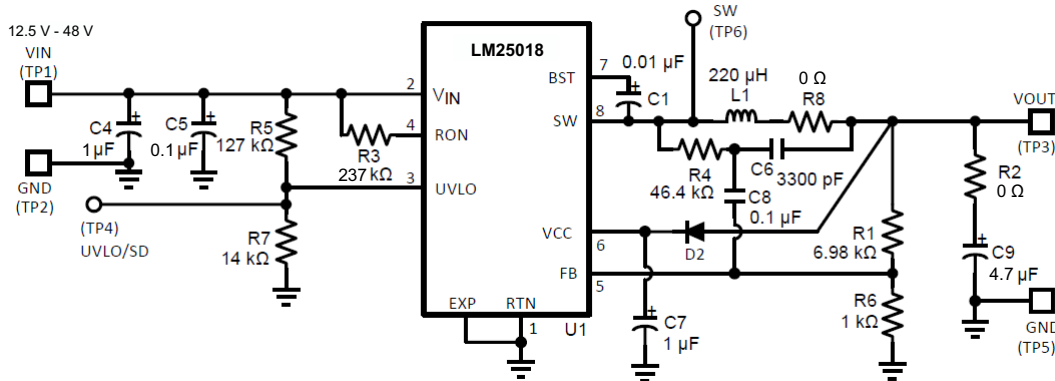 12.5 V - 48 V
VIN
(TP1)
GND
(TP2)
C4
+
1 µF
C5
+
0.1 µF
R5
127 kΩ
R3
237 kΩ
(TP4)
UVLO/SD
R7
14 kΩ
LM25018
2
VIN
4
RON
3
UVLO
BST
7
SW
8
VCC
6
FB
5
EXP
RTN
1
U1
0.01 µF
+
C1
SW
(TP6)
220 µH
L1
0 Ω
R8
R4
46.4 kΩ
C6
3300 pF
C8
0.1 µF
D2
C7
+
1 µF
R1
6.98 kΩ
R6
1 kΩ
VOUT
(TP3)
R2
0 Ω
C9
+
4.7 µF
GND
(TP5)